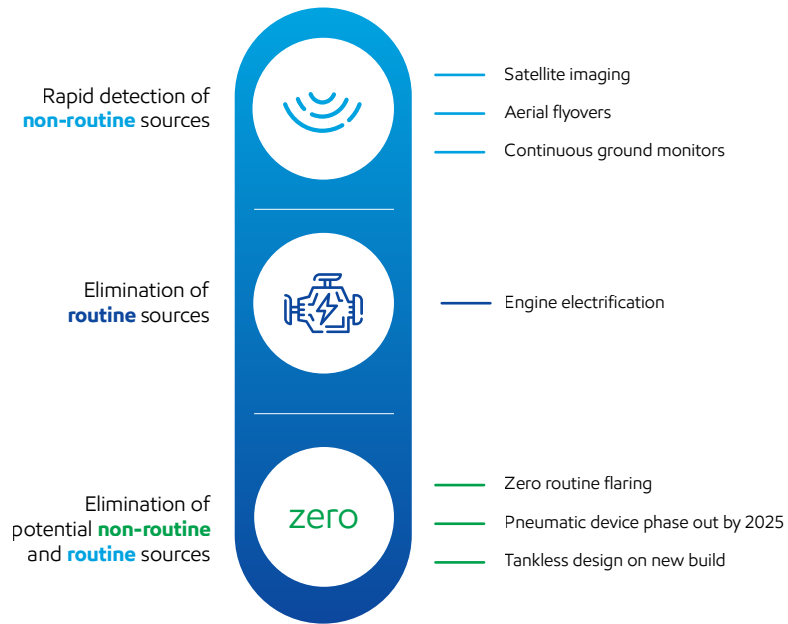 Rapid detection of
non-routine sources
Satellite imaging
Aerial flyovers
Continuous ground monitors
Elimination of
routine sources
Engine electrification
Elimination of
potential non-routine
and routine sources
zero
Zero routine flaring
Pneumatic device phase out by 2025
Tankless design on new build